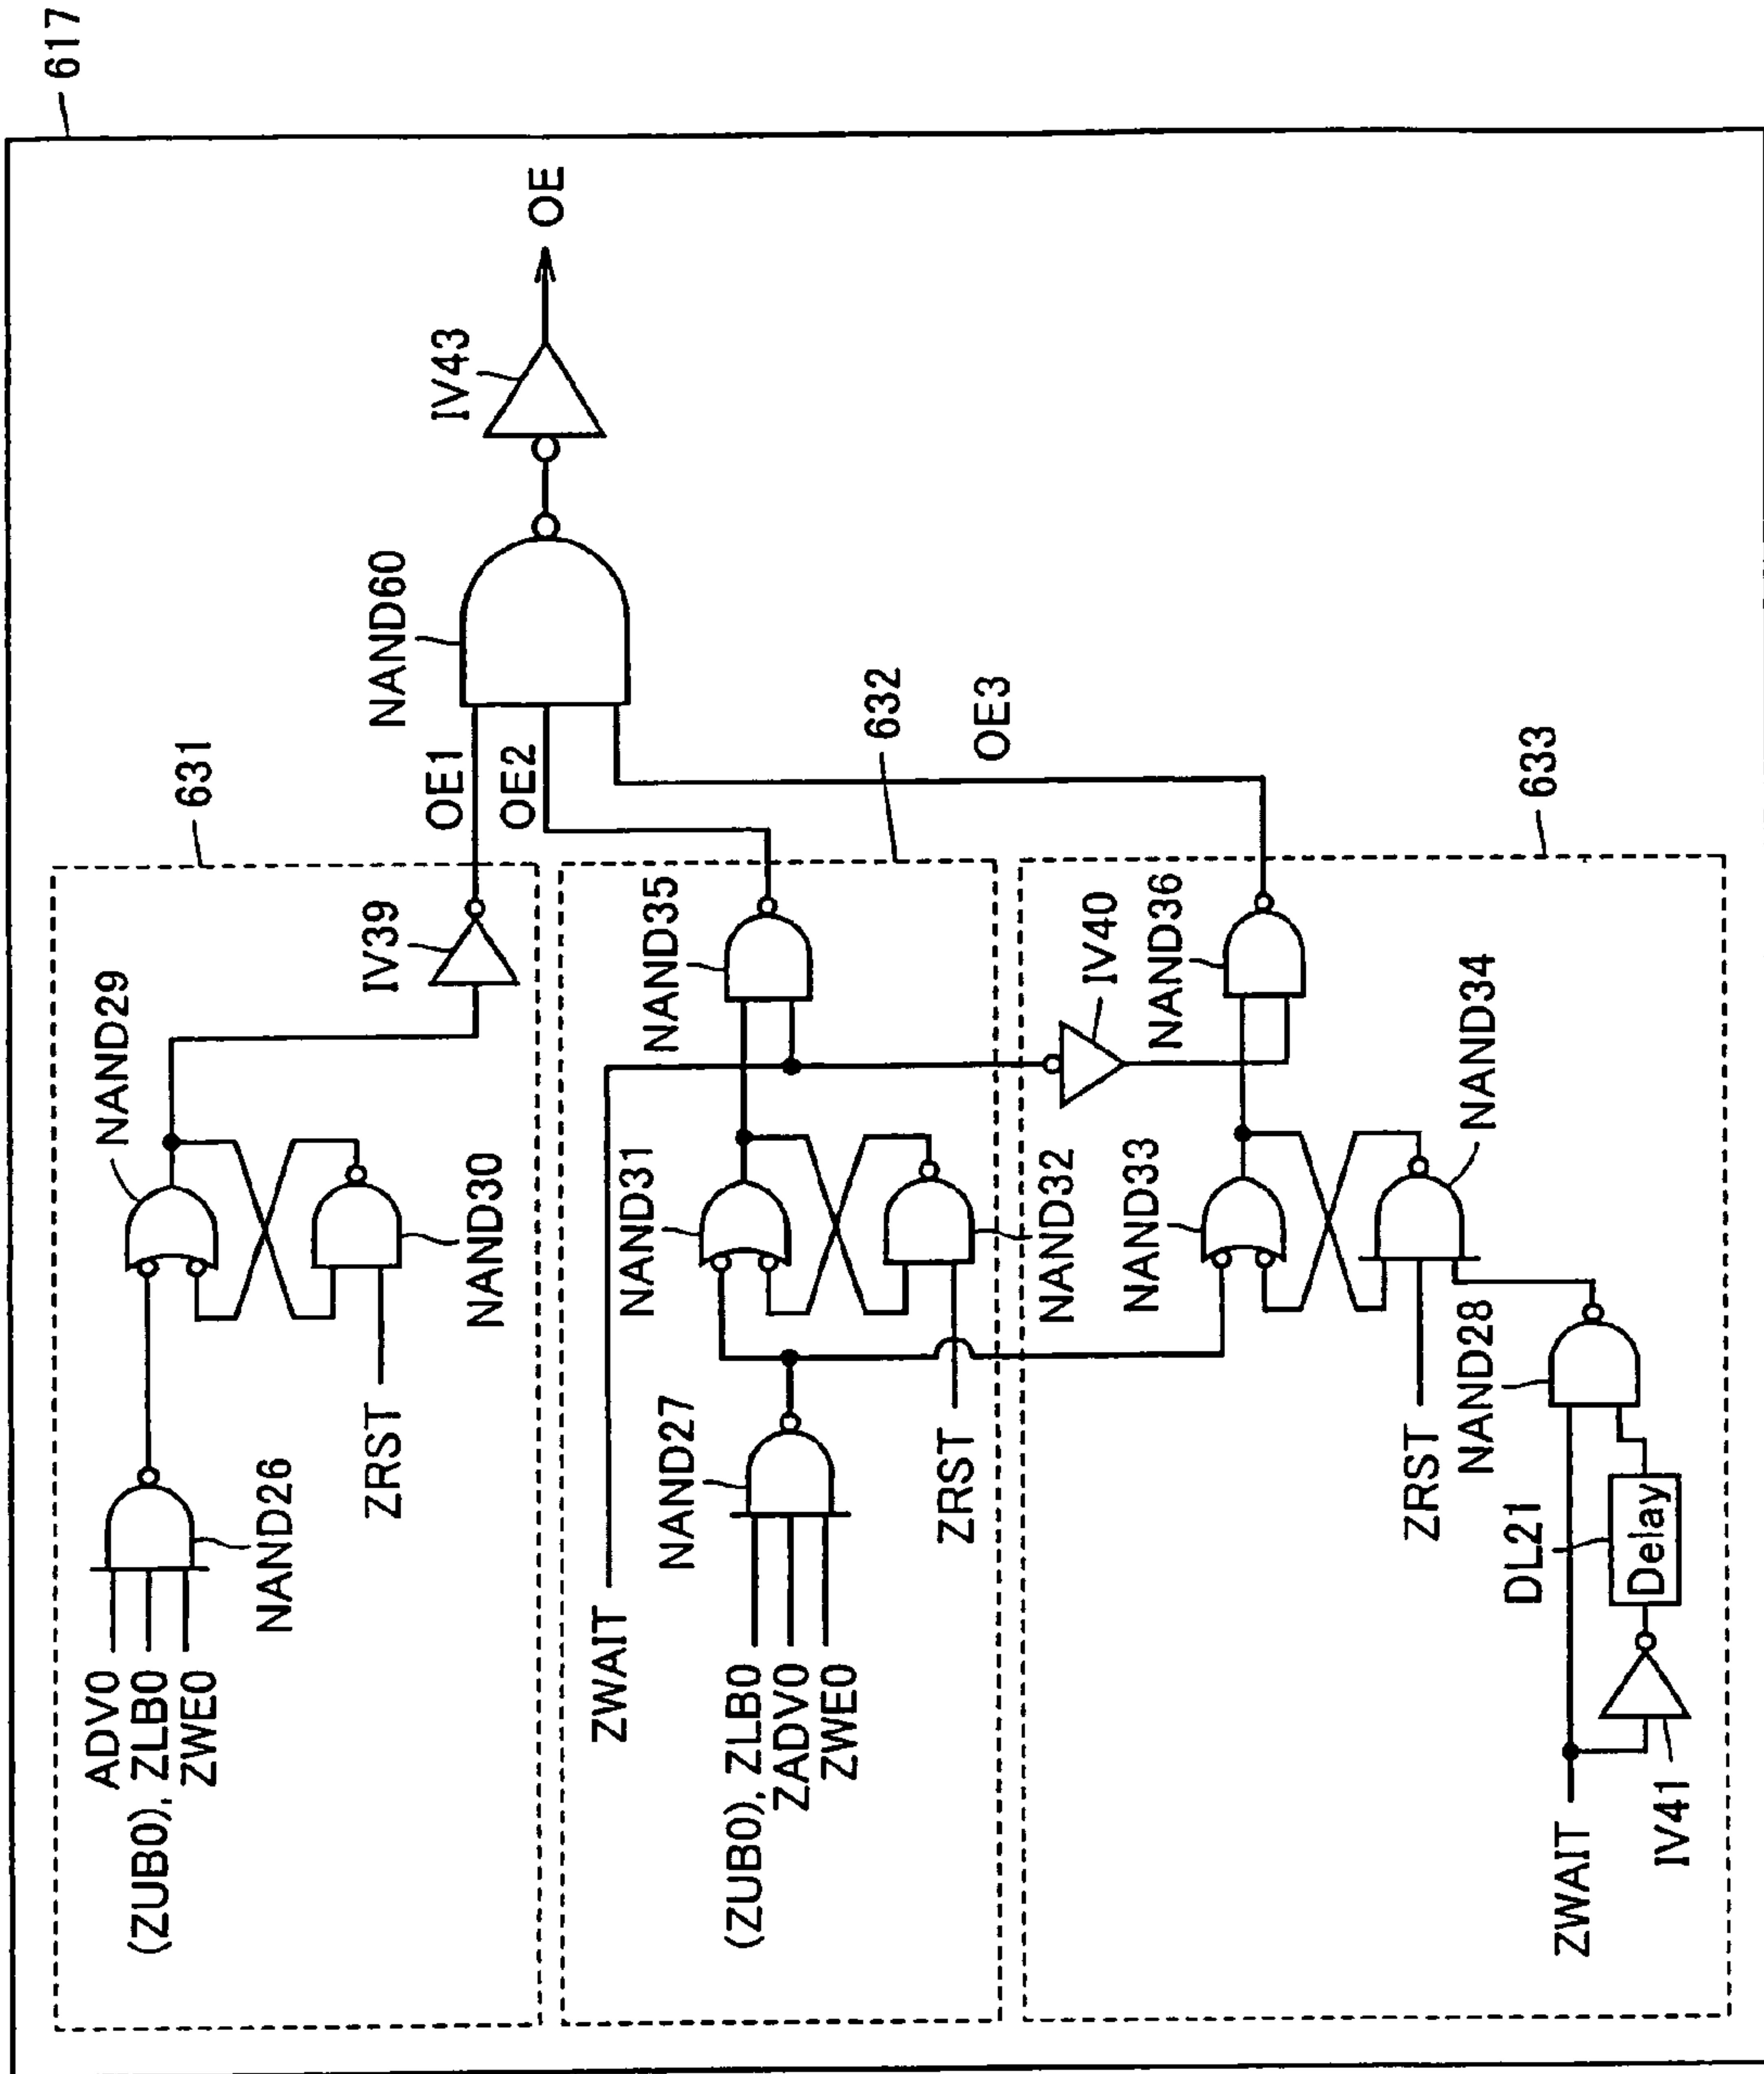 617
631
NAND29
IV39
OE1
NAND60
IV43
OE
ADV0
(ZUB0), ZLB0
ZWE0
NAND26
ZRST
NAND30
OE2
632
ZWAIT
NAND31
NAND35
NAND27
(ZUB0), ZLB0
ZADV0
ZWE0
ZRST
NAND32
OE3
633
IV40
NAND33
NAND36
NAND34
ZRST
NAND28
DL21
Delay
ZWAIT
IV41